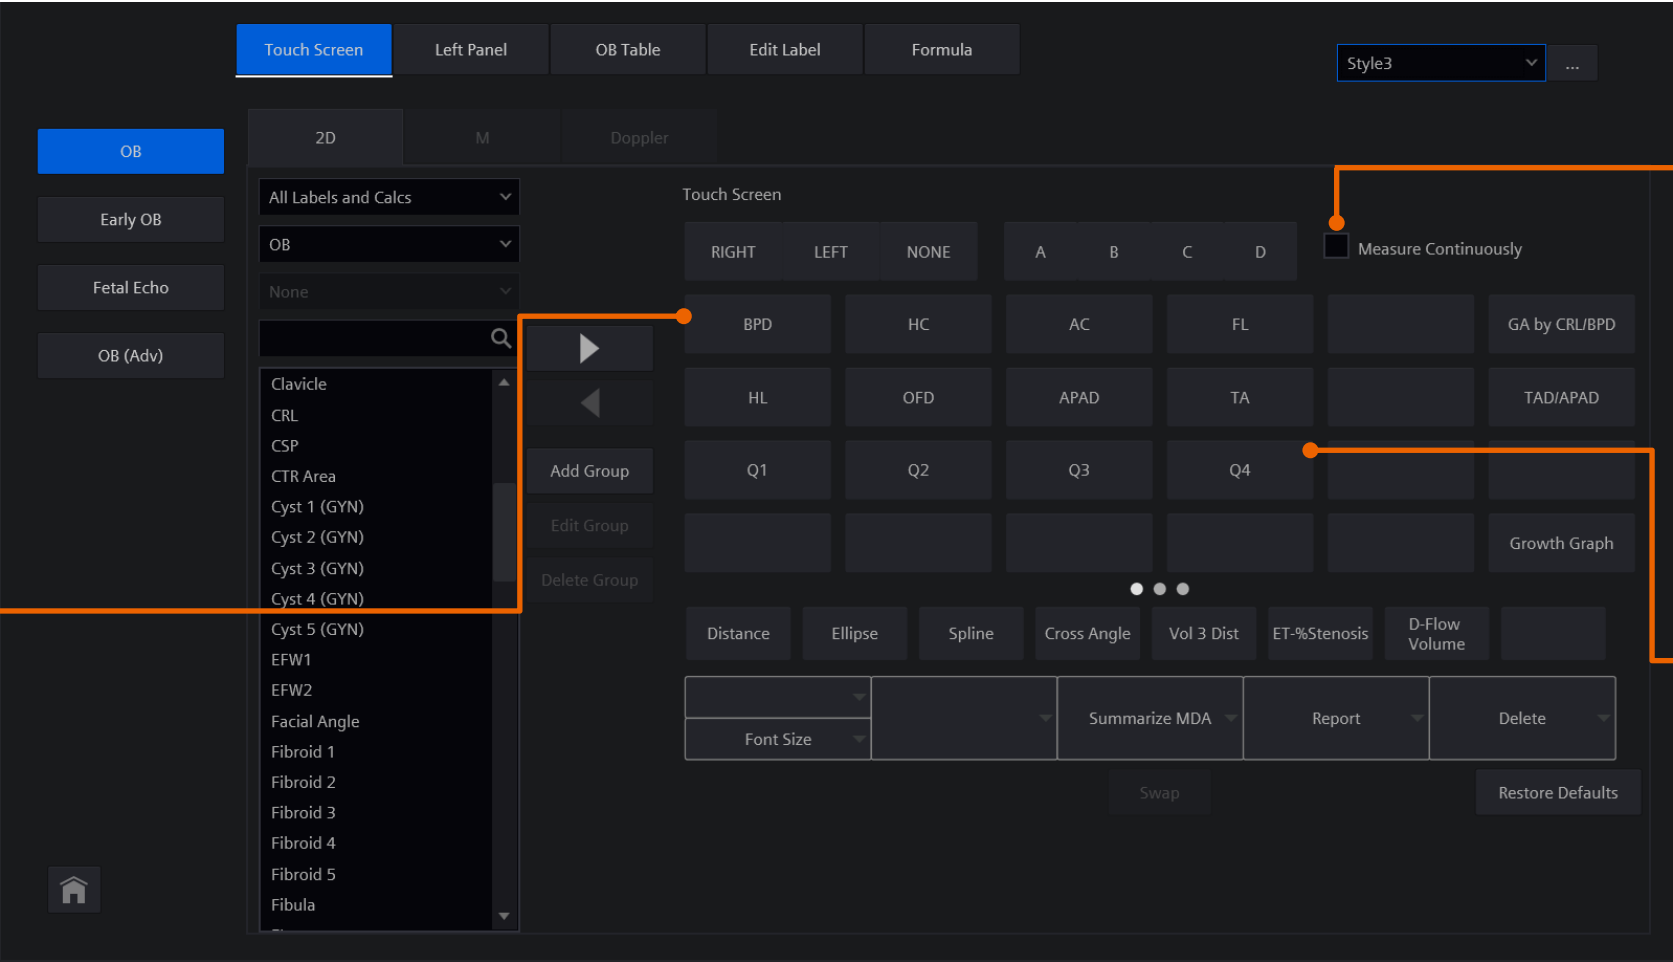 Touch Screen
Left Panel
OB Table
Edit Label
Formula
Style3
...
OB
Early OB
Fetal Echo
OB (Adv)
2D
M
Doppler
All Labels and Calcs
OB
None
Clavicle
CRL
CSP
CTR Area
Cyst 1 (GYN)
Cyst 2 (GYN)
Cyst 3 (GYN)
Cyst 4 (GYN)
Cyst 5 (GYN)
EFW1
EFW2
Facial Angle
Fibroid 1
Fibroid 2
Fibroid 3
Fibroid 4
Fibroid 5
Fibula
Add Group
Edit Group
Delete Group
Touch Screen
RIGHT LEFT NONE A B C D
Measure Continuously
BPD HC AC FL GA by CRL/BPD
HL OFD APAD TA TAD/APAD
Q1 Q2 Q3 Q4
Growth Graph
Distance Ellipse Spline Cross Angle Vol 3 Dist ET-%Stenosis D-Flow
Volume
Font Size
Summarize MDA Report Delete
Swap
Restore Defaults